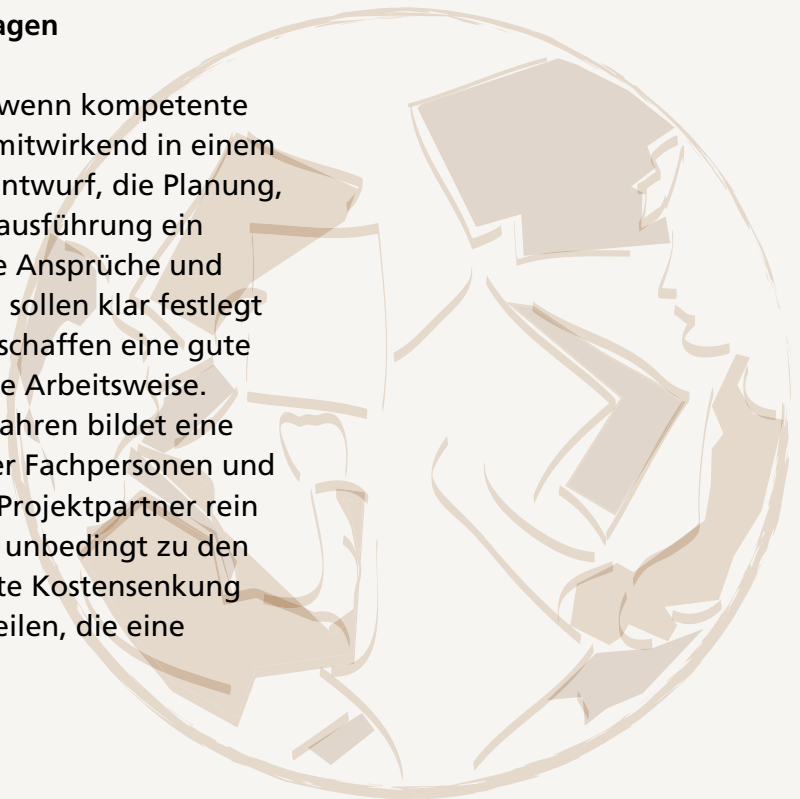 agen
wenn kompetente
mitwirkend in einem
ntwurf, die Planung,
ausführung ein
e Ansprüche und
sollen klar festlegt
schaffen eine gute
e Arbeitsweise.
ahren bildet eine
er Fachpersonen und
Projektpartner rein
unbedingt zu den
te Kostensenkung
eilen, die eine